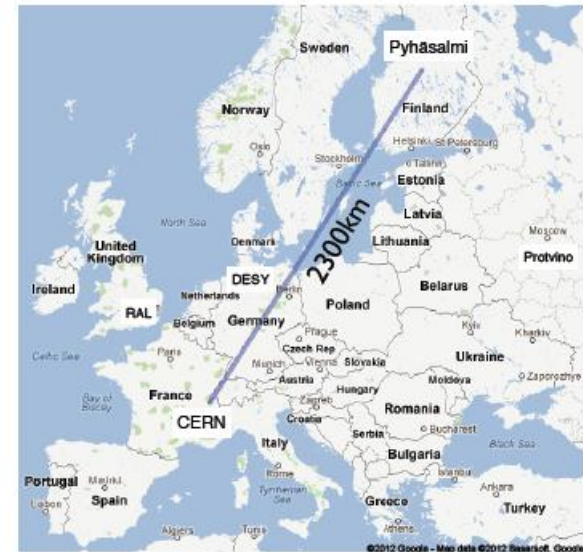 Sweden
Pyhäsalmi
Norway
Finland
Oslo
Helsinki
St Petersburg
Stockholm
Tallinn
Estonia
Baltic Sea
North Sea
Latvia
Moscow
United
Kingdom
Denmark
2300km
Lithuania
Protvino
Ireland
DESY
Belarus
RAL
Netherlands
Berlin
Poland
Belgium
Germany
Celtic Sea
Prague
Kyiv
Kharkiv
Paris
Czech Rep
Ukraine
Munich
Vienna
Slovakia
Zaporozhye
Bay of
Biscay
France
Austria
Hungary
Moldova
CERN
Zagreb
Romania
Croatia
Bucharest
Serbia
Italy
Black Sea
Bulgaria
Portugal
Madrid
Rome
Istanbul
Ankara
Lisbon
Spain
Tyrrhenian
Sea
Greece
Turkey
Algiers
Tunis
Athens
©2012 Google - Map data ©2012 Basarsoft, Google